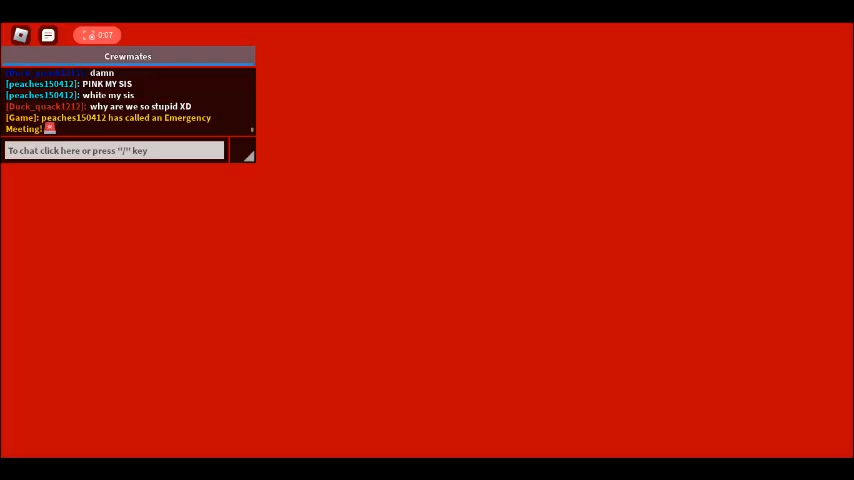 0:07
Crewmates
damn
[peaches150412]: PINK MY SIS
[peaches150412]: white my sis
[Duck_quack1212]: why are we so stupid XD
[Game]: peaches150412 has called an Emergency
Meeting!
To chat click here or press "/" key